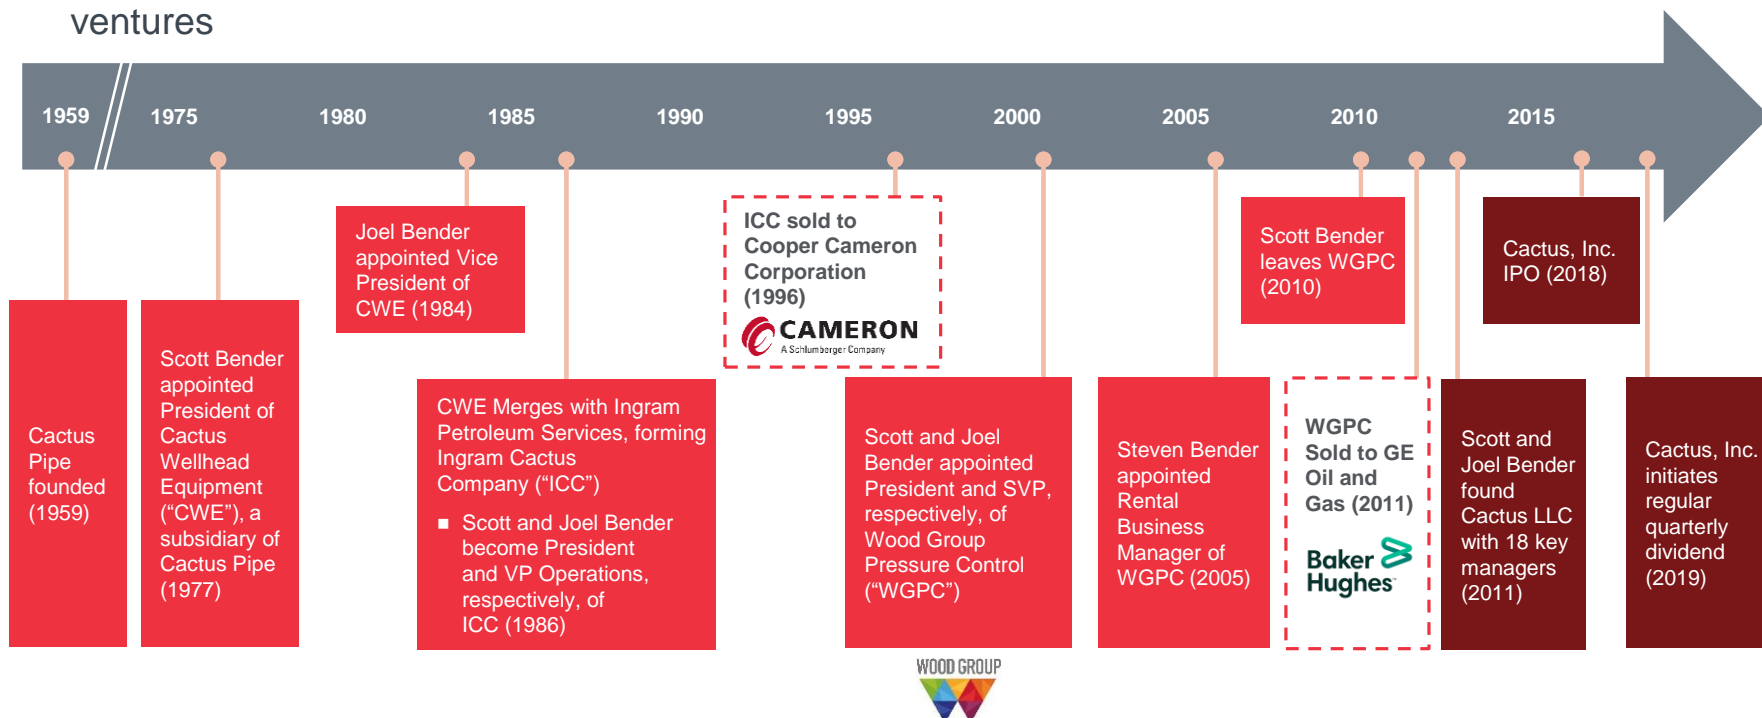 ventures
1959
1975
1980
1985
1990
1995
2000
2005
2010
2015
Cactus
Pipe
founded
(1959)
Scott Bender
appointed
President of
Cactus
Wellhead
Equipment
(“CWE”), a
subsidiary of
Cactus Pipe
(1977)
Joel Bender
appointed Vice
President of
CWE (1984)
CWE Merges with Ingram
Petroleum Services, forming
Ingram Cactus
Company (“ICC”)
■ Scott and Joel Bender
become President
and VP Operations,
respectively, of
ICC (1986)
ICC sold to
Cooper Cameron
Corporation
(1996)
CAMERON
A Schlumberger Company
Scott and Joel
Bender appointed
President and SVP,
respectively, of
Wood Group
Pressure Control
(“WGPC”)
WOOD GROUP
Steven Bender
appointed
Rental
Business
Manager of
WGPC (2005)
Scott Bender
leaves WGPC
(2010)
WGPC
Sold to GE
Oil and
Gas (2011)
Baker
Hughes
Scott and
Joel Bender
found
Cactus LLC
with 18 key
managers
(2011)
Cactus, Inc.
IPO (2018)
Cactus, Inc.
initiates
regular
quarterly
dividend
(2019)